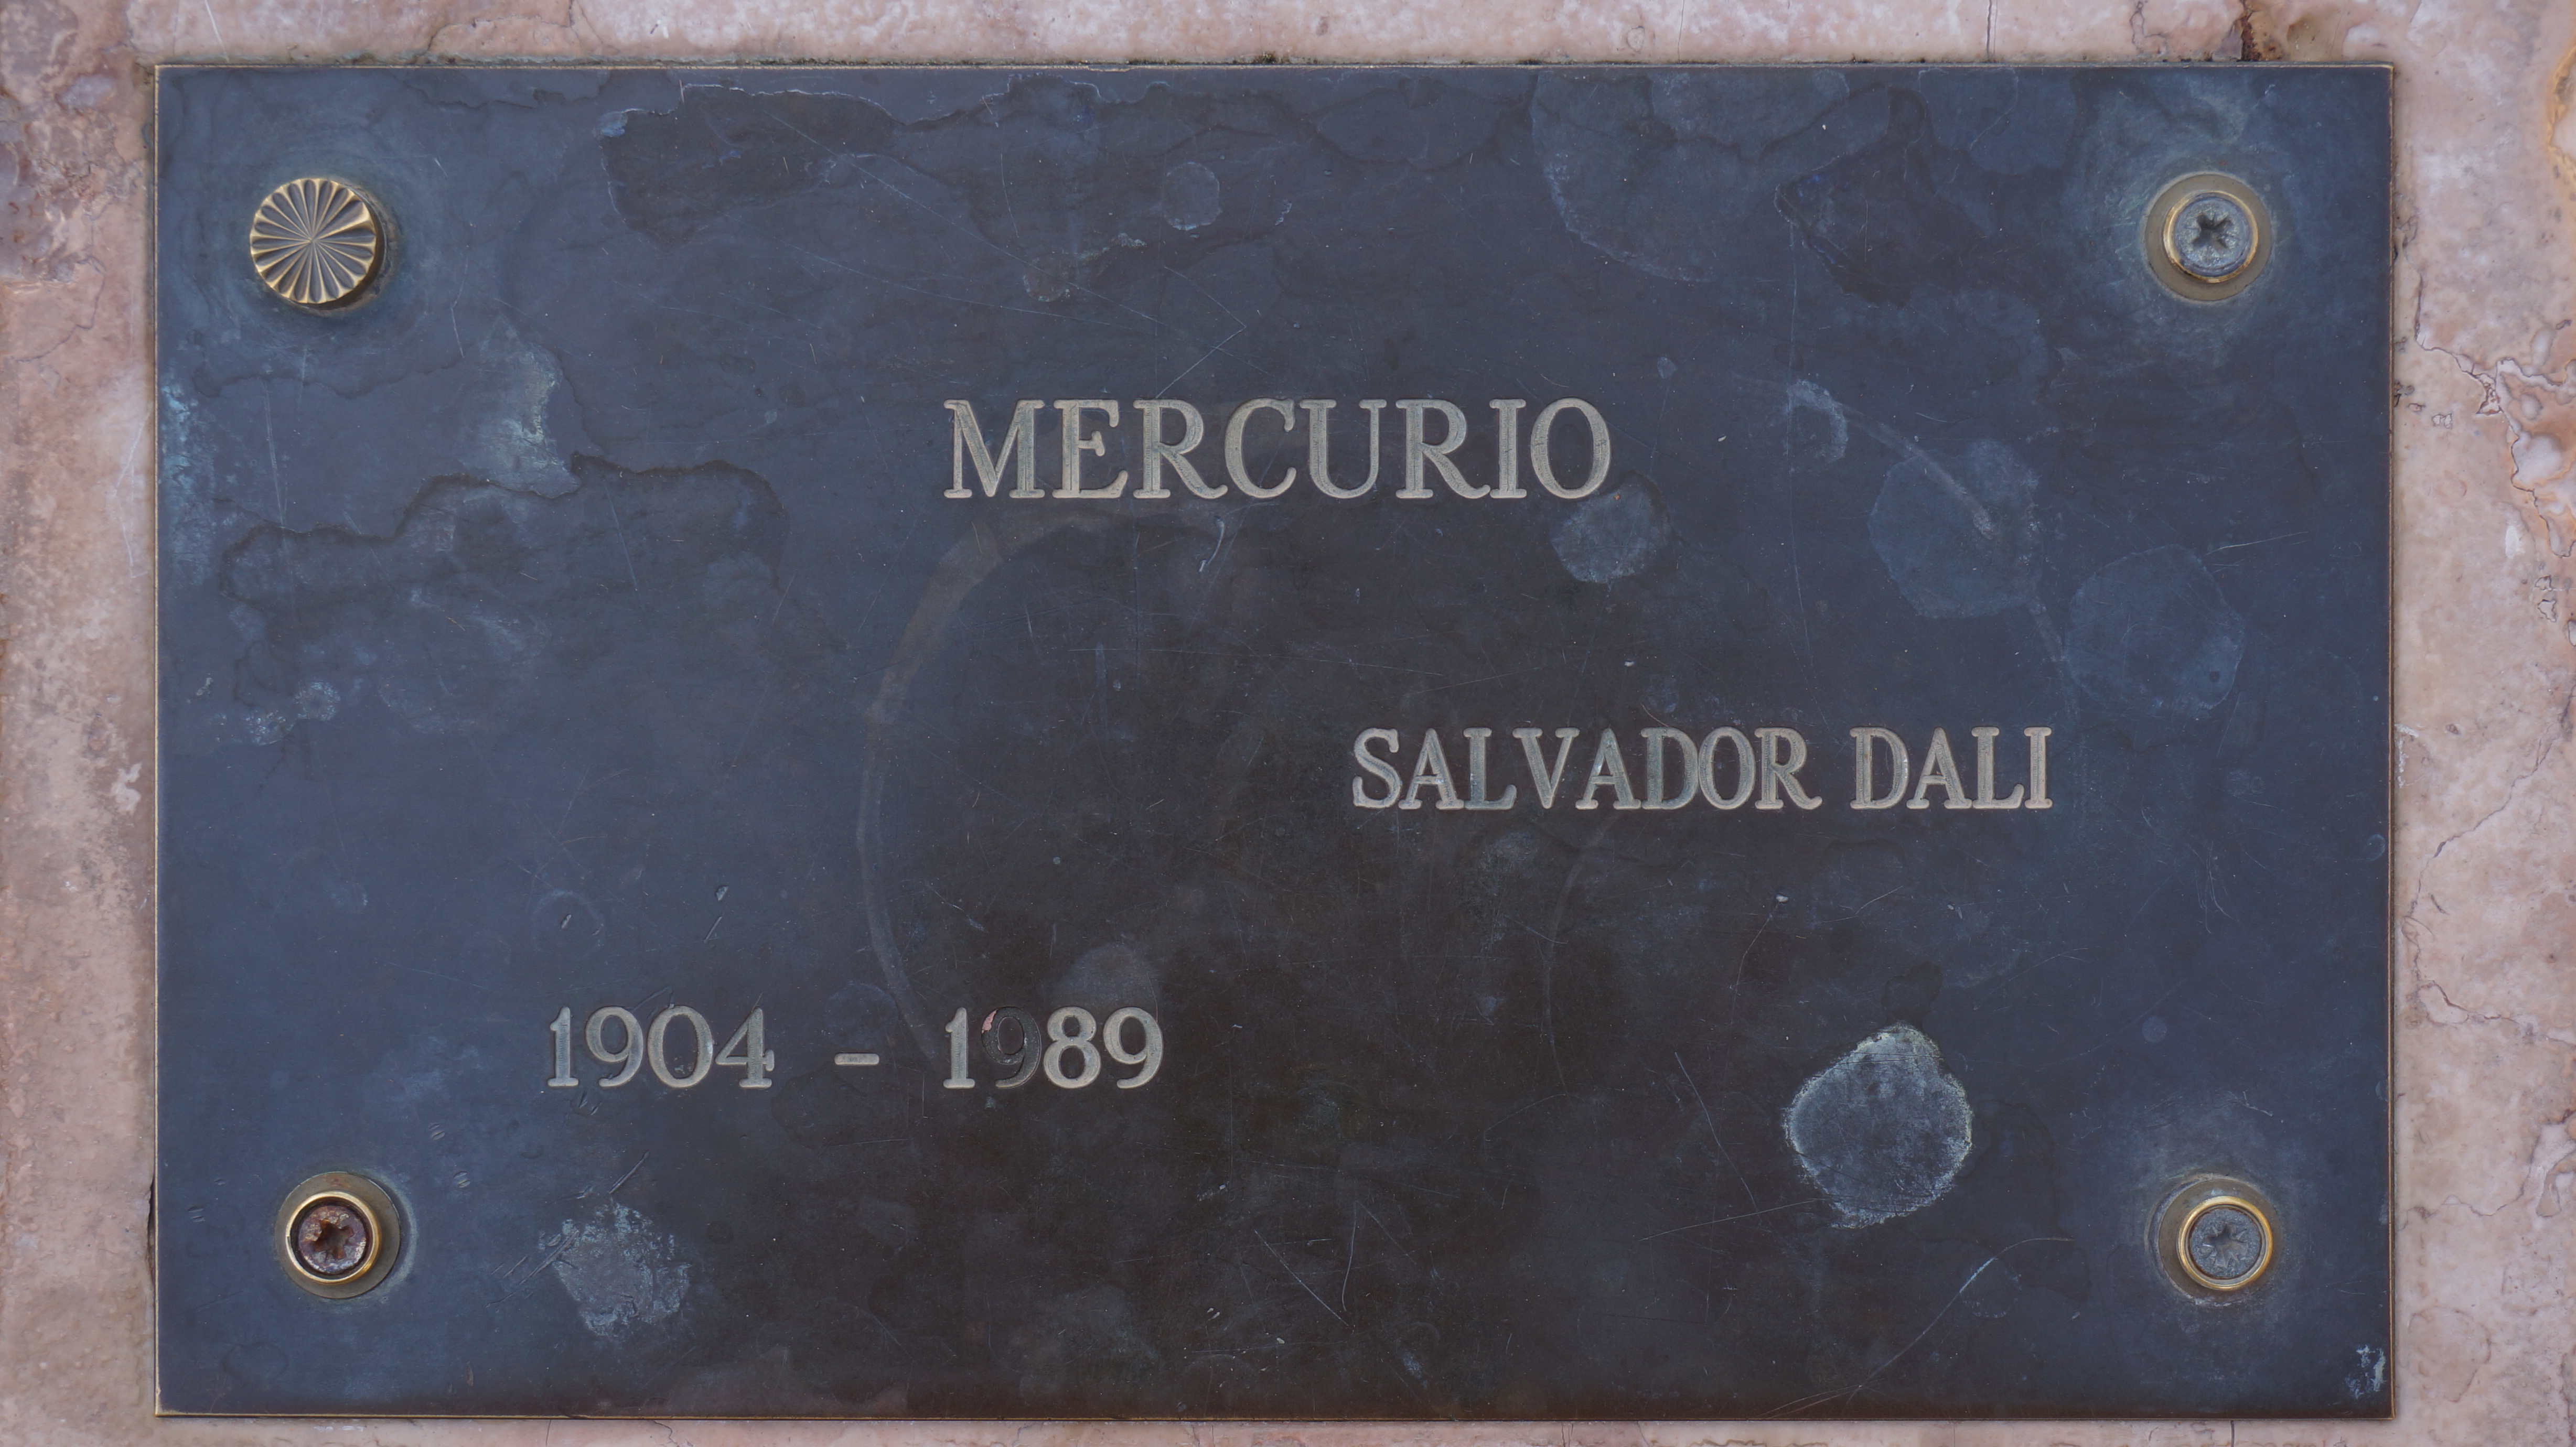 MERCURIO
SALVADOR DALI
1904 - 1989